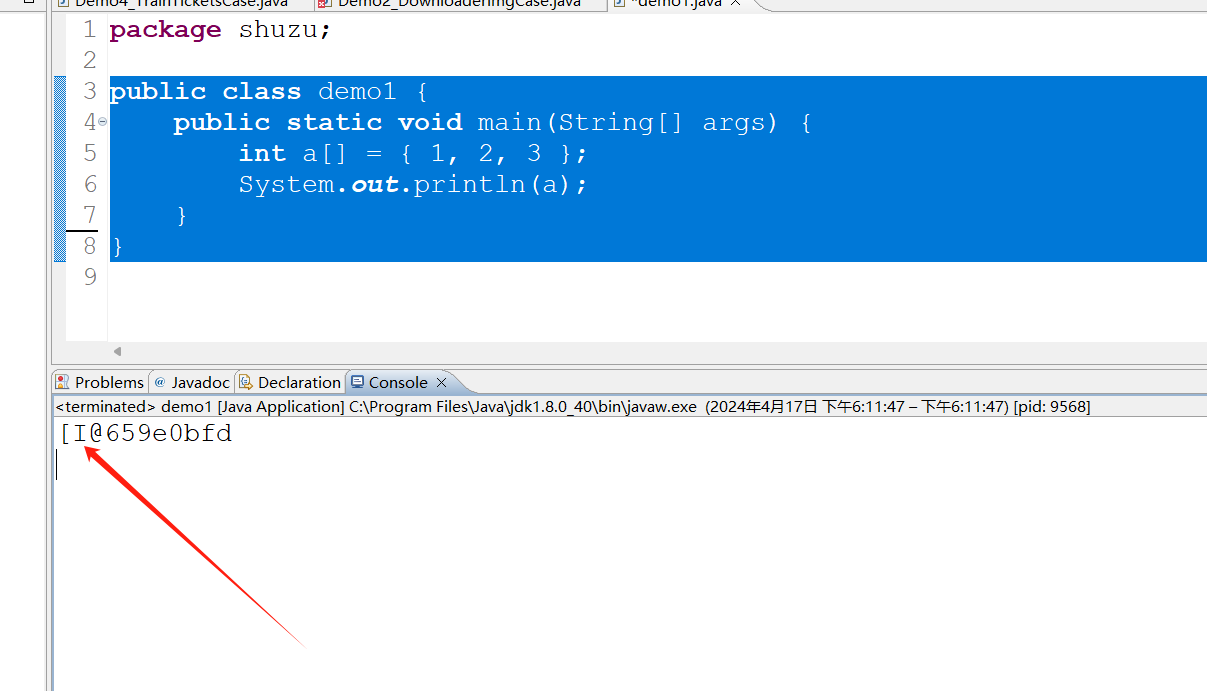 Demo4_TrainTicketsCase.java Demo2_DownloaderImgCase.java *demo1.java
1 package shuzu;
2
3 public class demo1 {
4 public static void main(String[] args) {
5 int a[] = { 1, 2, 3 };
6 System.out.println(a);
7 }
8 }
9
Problems @ Javadoc Declaration Console
<terminated> demo1 [Java Application] C:\Program Files\Java\jdk1.8.0_40\bin\javaw.exe (2024年4月17日 下午6:11:47 – 下午6:11:47) [pid: 9568]
[I@659e0bfd